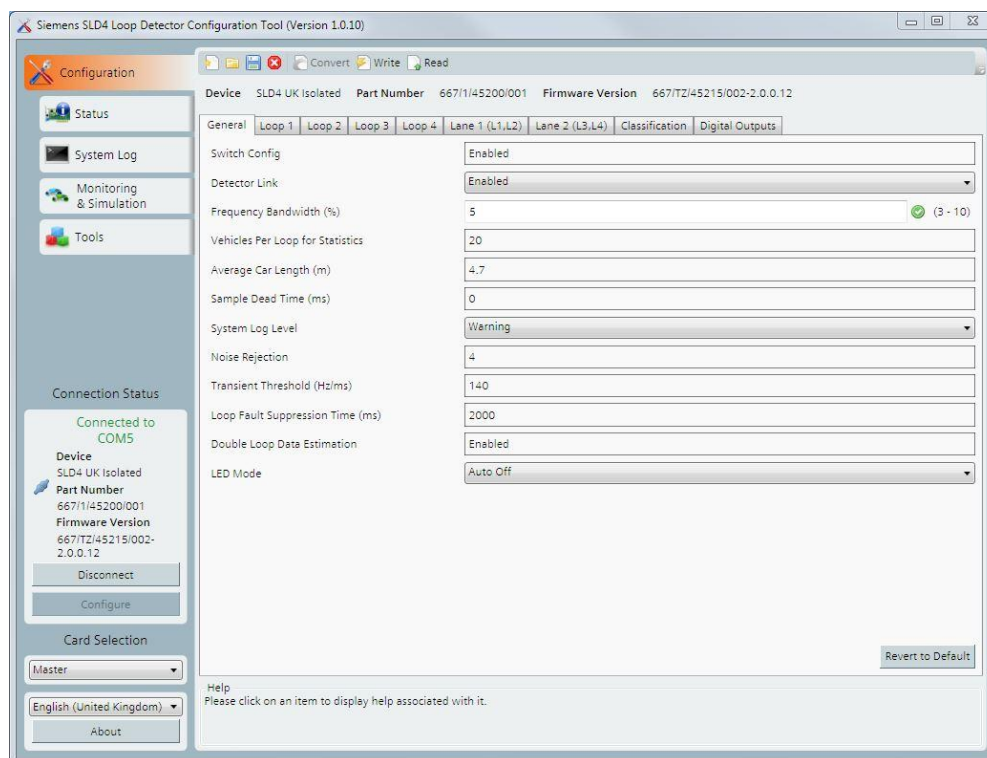 Siemens SLD4 Loop Detector Configuration Tool (Version 1.0.10)
Configuration
Status
System Log
Monitoring
& Simulation
Tools
Connection Status
Connected to
COM5
Device
SLD4 UK Isolated
Part Number
667/1/45200/001
Firmware Version
667/TZ/45215/002-
2.0.0.12
Disconnect
Configure
Card Selection
Master
English (United Kingdom)
About
Convert Write Read
Device SLD4 UK Isolated Part Number 667/1/45200/001 Firmware Version 667/TZ/45215/002-2.0.0.12
General Loop 1 Loop 2 Loop 3 Loop 4 Lane 1 (L1,L2) Lane 2 (L3,L4) Classification Digital Outputs
Switch Config Enabled
Detector Link Enabled
Frequency Bandwidth (%) 5 (3 - 10)
Vehicles Per Loop for Statistics 20
Average Car Length (m) 4.7
Sample Dead Time (ms) 0
System Log Level Warning
Noise Rejection 4
Transient Threshold (Hz/ms) 140
Loop Fault Suppression Time (ms) 2000
Double Loop Data Estimation Enabled
LED Mode Auto Off
Revert to Default
Help
Please click on an item to display help associated with it.